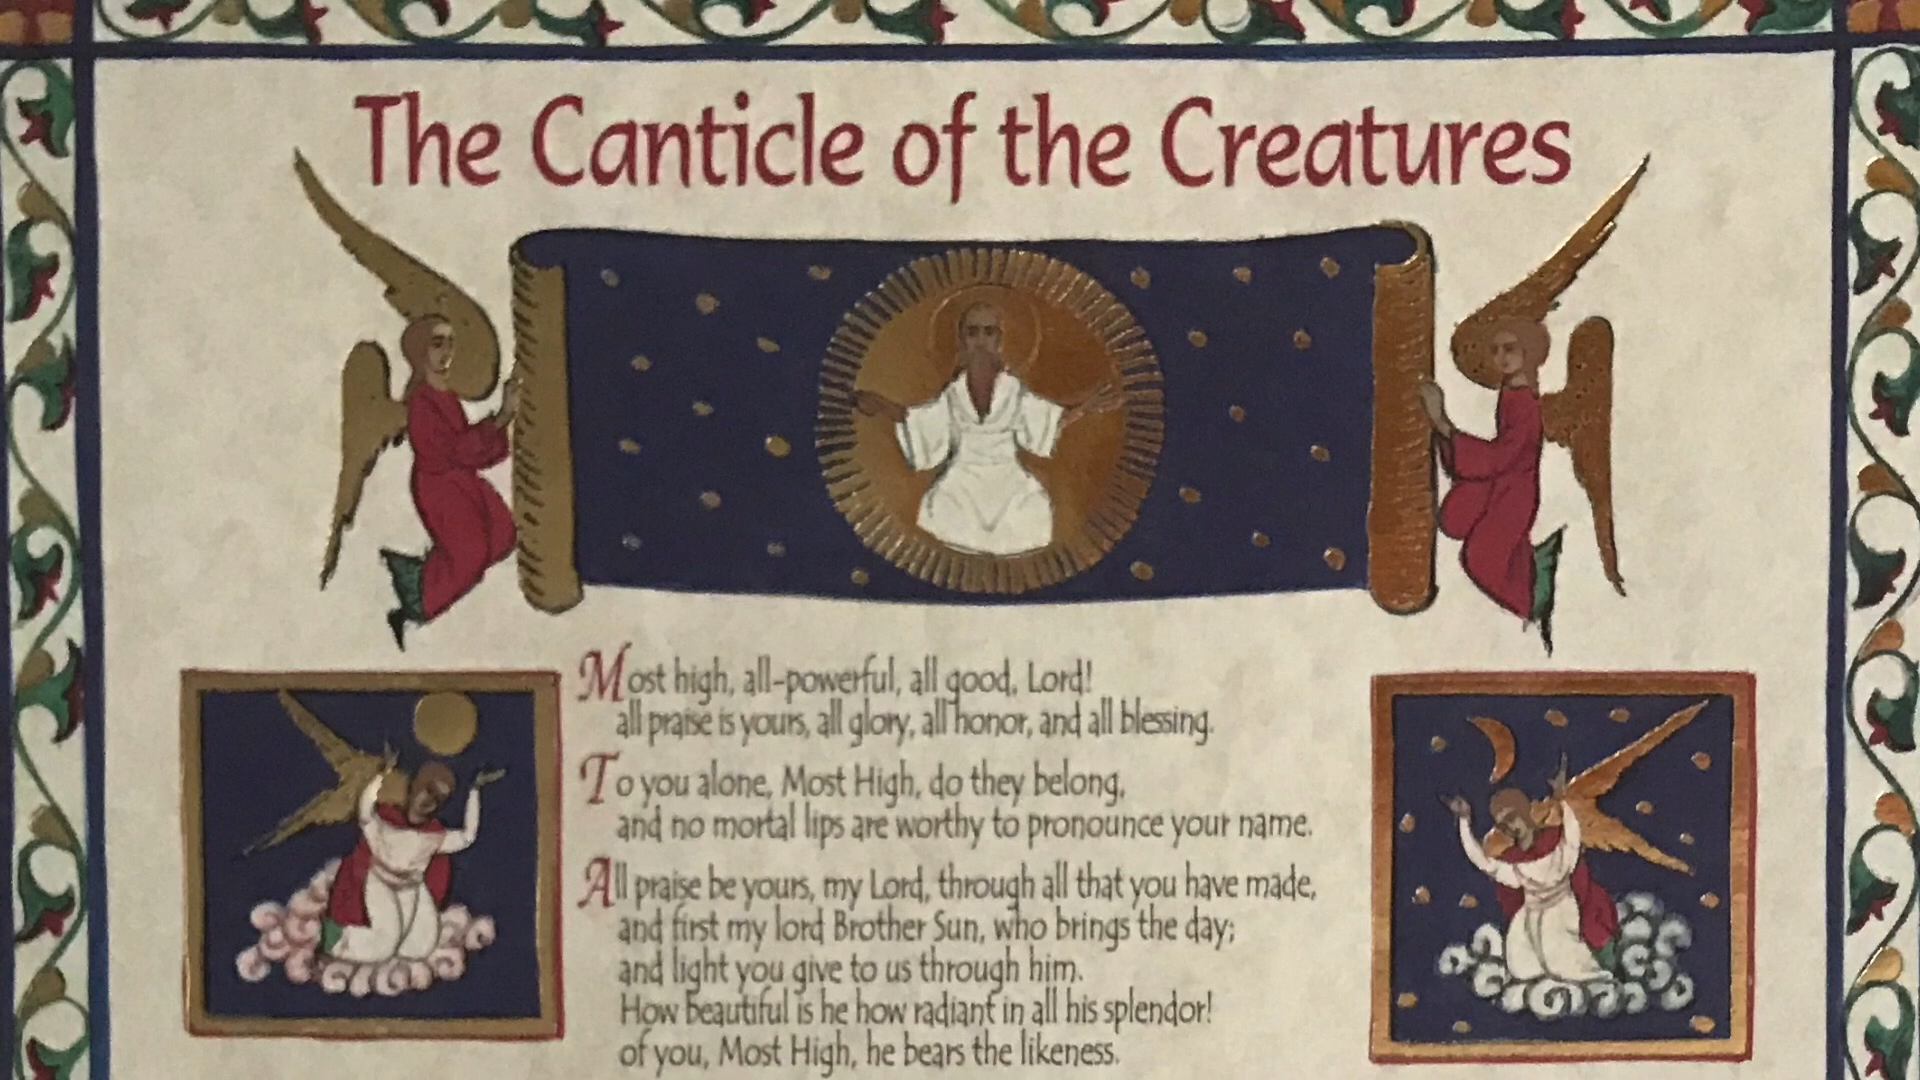 The Canticle of the Creatures
Most high, all-powerful, all good, Lord!
all praise is yours, all glory, all honor, and all blessing.
To you alone, Most High, do they belong,
and no mortal lips are worthy to pronounce your name.
All praise be yours, my Lord, through all that you have made,
and first my lord Brother Sun, who brings the day;
and light you give to us through him.
How beautiful is he how radiant in all his splendor!
of you, Most High, he bears the likeness.